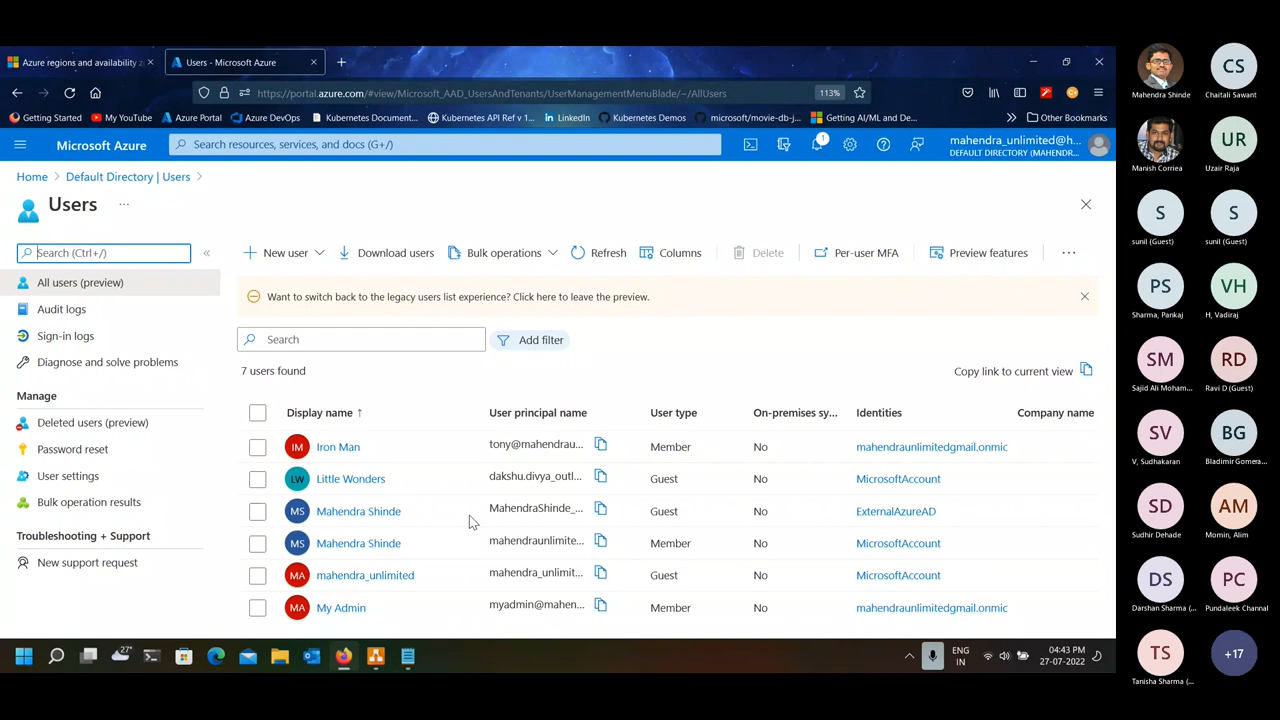 Azure regions and availability z
Users - Microsoft Azure
https://portal.azure.com/#view/Microsoft_AAD_UsersAndTenants/UserManagementMenuBlade/~/AllUsers
113%
Getting Started
My YouTube
Azure Portal
Azure DevOps
Kubernetes Document...
Kubernetes API Ref v 1...
LinkedIn
Kubernetes Demos
microsoft/movie-db-j...
Getting AI/ML and De...
Other Bookmarks
Microsoft Azure
Search resources, services, and docs (G+/)
1
mahendra_unlimited@h...
DEFAULT DIRECTORY (MAHENDR...
Home > Default Directory | Users >
Users ...
Search (Ctrl+/)
«
All users (preview)
Audit logs
Sign-in logs
Diagnose and solve problems
Manage
Deleted users (preview)
Password reset
User settings
Bulk operation results
Troubleshooting + Support
New support request
New user
Download users
Bulk operations
Refresh
Columns
Delete
Per-user MFA
Preview features
...
Want to switch back to the legacy users list experience? Click here to leave the preview.
Search
Add filter
7 users found
Copy link to current view
Display name ↑ User principal name User type On-premises sy... Identities Company name
IM Iron Man tony@mahendrau... Member No mahendraunlimitedgmail.onmic
LW Little Wonders dakshu.divya_outl... Guest No MicrosoftAccount
MS Mahendra Shinde MahendraShinde_... Guest No ExternalAzureAD
MS Mahendra Shinde mahendraunlimite... Member No MicrosoftAccount
MA mahendra_unlimited mahendra_unlimit... Guest No MicrosoftAccount
MA My Admin myadmin@mahen... Member No mahendraunlimitedgmail.onmic
27°
ENG
IN
04:43 PM
27-07-2022
Mahendra Shinde
CS
Chaitali Sawant
Manish Correia
UR
Uzair Raja
S
sunil (Guest)
S
sunil (Guest)
PS
Sharma, Pankaj
VH
H, Vadiraj
SM
Sajid Ali Moham...
RD
Ravi D (Guest)
SV
V, Sudhakaran
BG
Bladimir Gomera...
SD
Sudhir Dehade
AM
Momin, Alim
DS
Darshan Sharma (...
PC
Pundaleek Channal
TS
Tanisha Sharma (...
+17